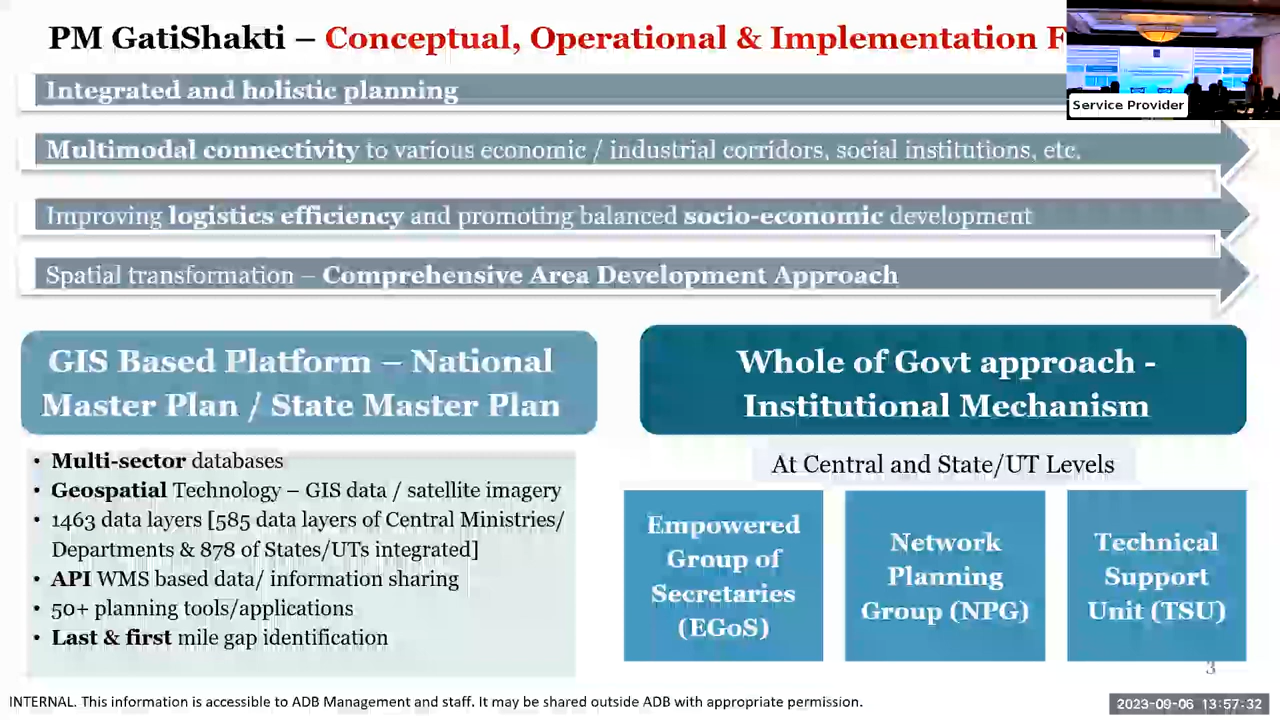 PM GatiShakti – Conceptual, Operational & Implementation
Service Provider
Integrated and holistic planning
Multimodal connectivity to various economic / industrial corridors, social institutions, etc.
Improving logistics efficiency and promoting balanced socio-economic development
Spatial transformation – Comprehensive Area Development Approach
GIS Based Platform – National
Master Plan / State Master Plan
• Multi-sector databases
• Geospatial Technology – GIS data / satellite imagery
• 1463 data layers [585 data layers of Central Ministries/
Departments & 878 of States/UTs integrated]
• API WMS based data/ information sharing
• 50+ planning tools/applications
• Last & first mile gap identification
Whole of Govt approach -
Institutional Mechanism
At Central and State/UT Levels
Empowered
Group of
Secretaries
(EGoS)
Network
Planning
Group (NPG)
Technical
Support
Unit (TSU)
3
INTERNAL. This information is accessible to ADB Management and staff. It may be shared outside ADB with appropriate permission.
2023-09-06 13:57:32